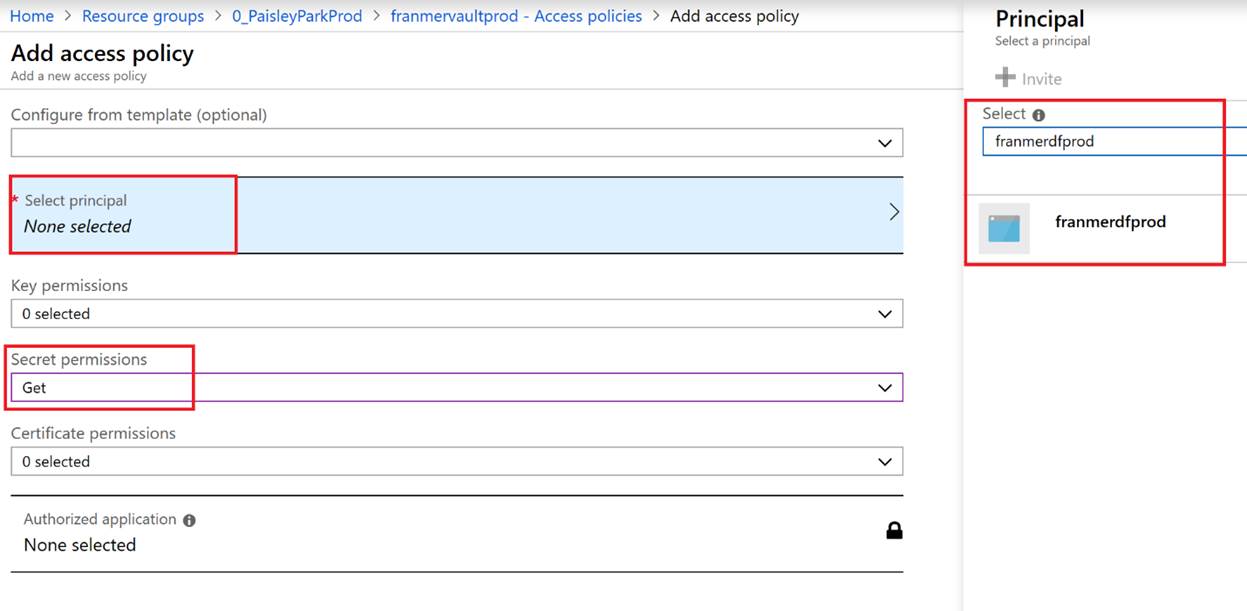 Home > Resource groups > 0_PaisleyParkProd > franmervaultprod - Access policies > Add access policy
Add access policy
Add a new access policy
Configure from template (optional)
* Select principal
None selected
Key permissions
0 selected
Secret permissions
Get
Certificate permissions
0 selected
Authorized application
None selected
Principal
Select a principal
Invite
Select
franmerdfprod
franmerdfprod